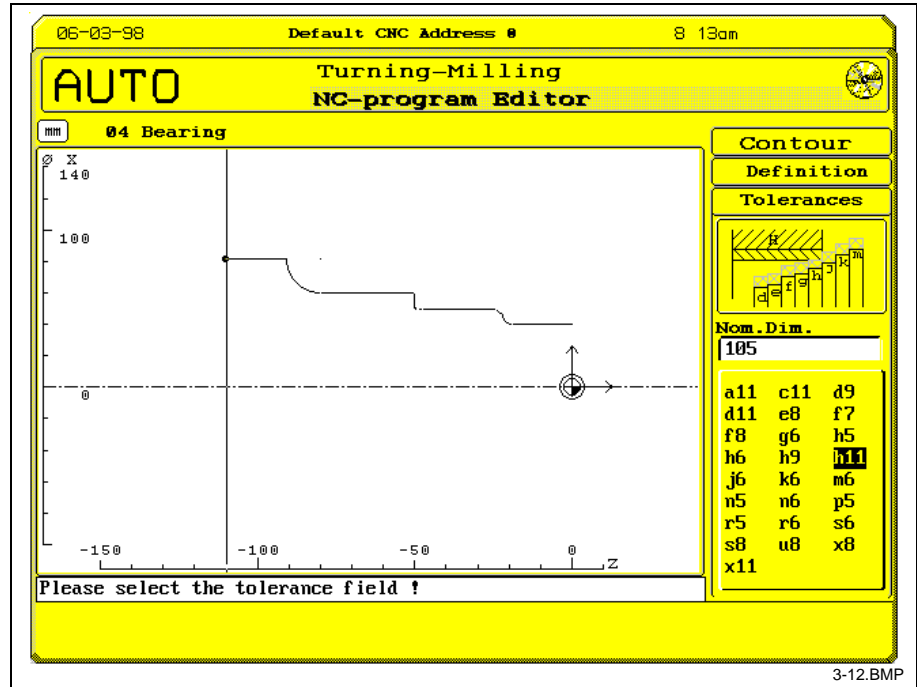 06-03-98 Default CNC Address 0 8 13am
AUTO
Turning-Milling
NC-program Editor
mm 04 Bearing
Contour
Definition
Tolerances
Ø X
140
100
0
-150 -100 -50 0
Z
H
d e f g h j k m
Nom.Dim.
105
a11 c11 d9
d11 e8 f7
f8 g6 h5
h6 h9 h11
j6 k6 m6
n5 n6 p5
r5 r6 s6
s8 u8 x8
x11
Please select the tolerance field !
3-12.BMP